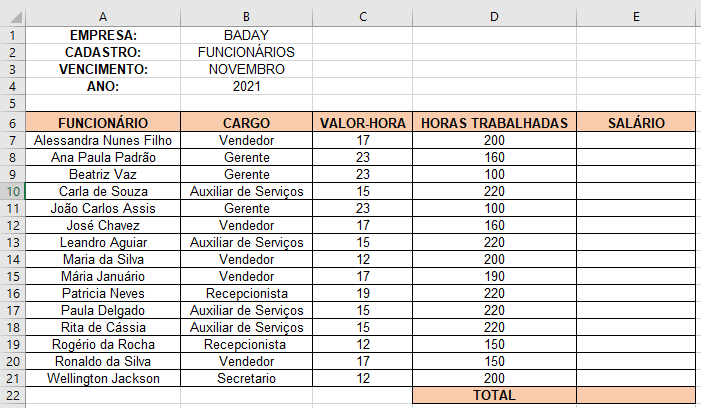 A B C D E
1 EMPRESA: BADAY
2 CADASTRO: FUNCIONÁRIOS
3 VENCIMENTO: NOVEMBRO
4 ANO: 2021
5
6 FUNCIONÁRIO CARGO VALOR-HORA HORAS TRABALHADAS SALÁRIO
7 Alessandra Nunes Filho Vendedor 17 200
8 Ana Paula Padrão Gerente 23 160
9 Beatriz Vaz Gerente 23 100
10 Carla de Souza Auxiliar de Serviços 15 220
11 João Carlos Assis Gerente 23 100
12 José Chavez Vendedor 17 160
13 Leandro Aguiar Auxiliar de Serviços 15 220
14 Maria da Silva Vendedor 12 200
15 Mária Januário Vendedor 17 190
16 Patricia Neves Recepcionista 19 220
17 Paula Delgado Auxiliar de Serviços 15 220
18 Rita de Cássia Auxiliar de Serviços 15 220
19 Rogério da Rocha Recepcionista 12 150
20 Ronaldo da Silva Vendedor 17 150
21 Wellington Jackson Secretario 12 200
22 TOTAL